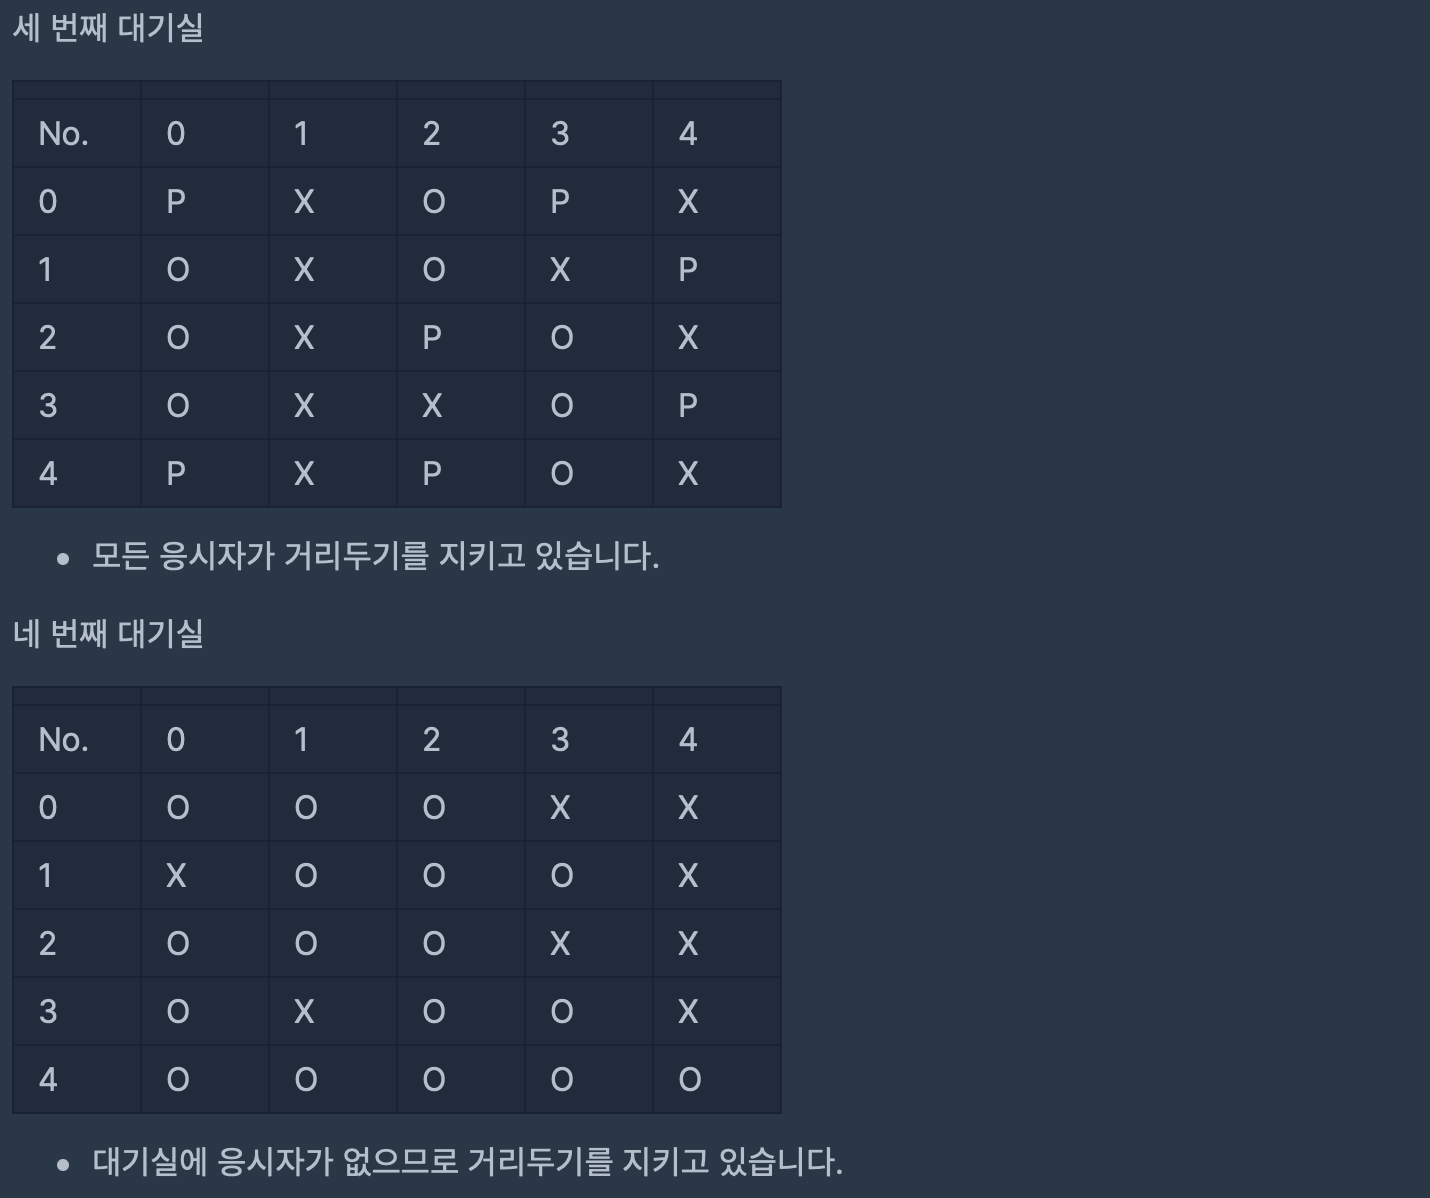 세 번째 대기실
No. 0 1 2 3 4
0 P X O P X
1 O X O X P
2 O X P O X
3 O X X O P
4 P X P O X
• 모든 응시자가 거리두기를 지키고 있습니다.
네 번째 대기실
No. 0 1 2 3 4
0 O O O X X
1 X O O O X
2 O O O X X
3 O X O O X
4 O O O O O
• 대기실에 응시자가 없으므로 거리두기를 지키고 있습니다.